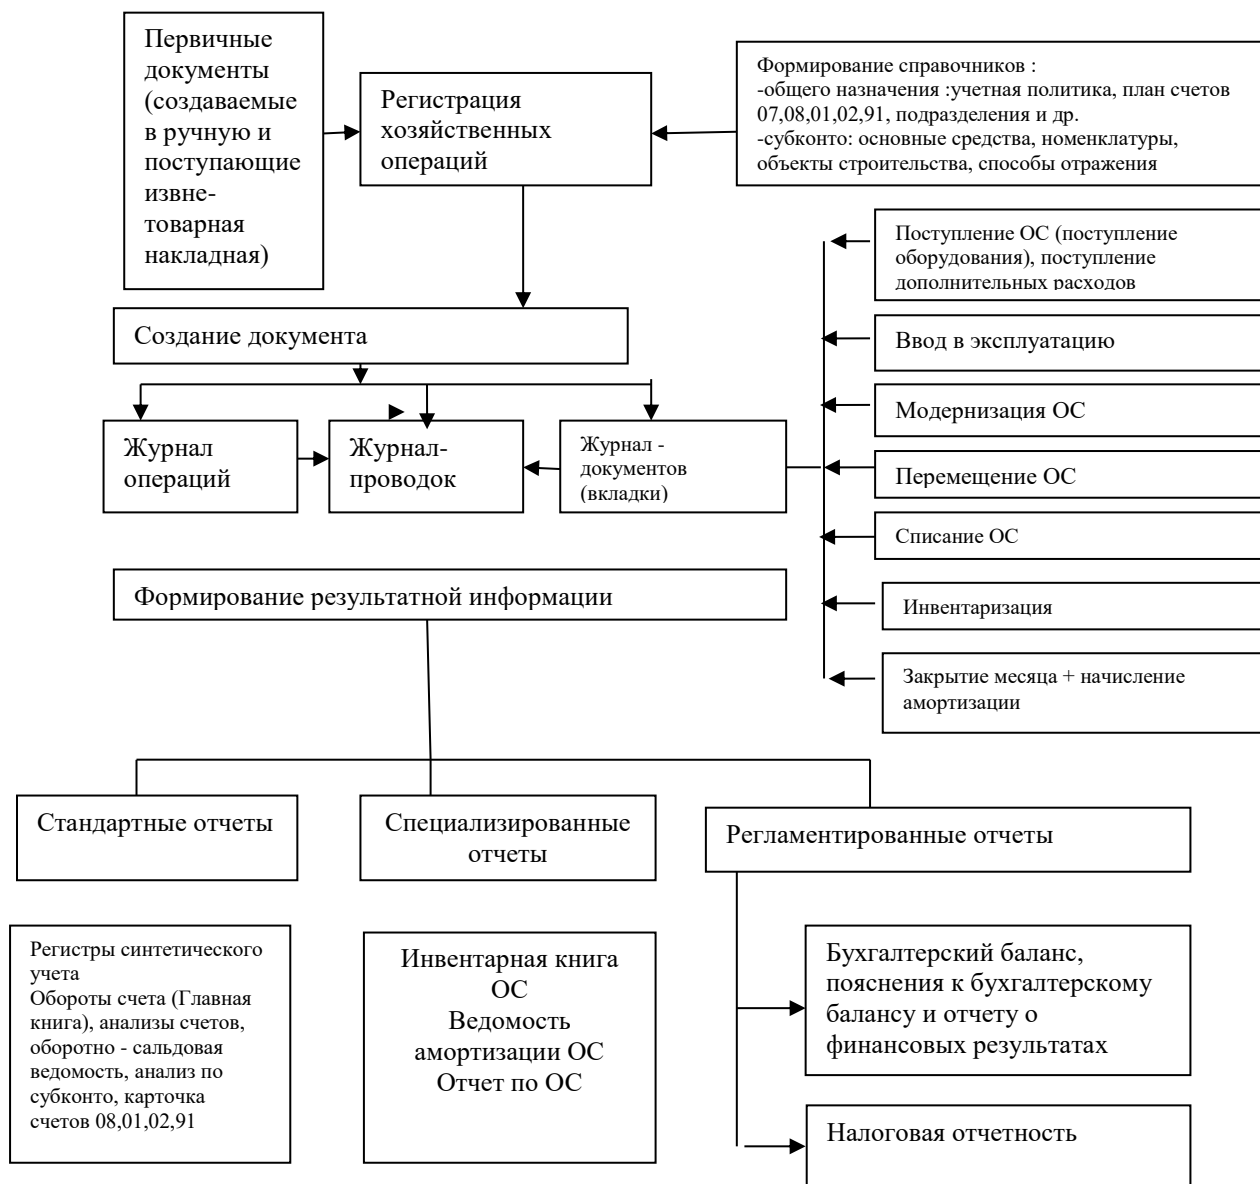 Первичные
документы
(создаваемые
в ручную и
поступающие
извне-
товарная
накладная)
Регистрация
хозяйственных
операций
Формирование справочников :
-общего назначения :учетная политика, план счетов
07,08,01,02,91, подразделения и др.
-субконто: основные средства, номенклатуры,
объекты строительства, способы отражения
Поступление ОС (поступление
оборудования), поступление
дополнительных расходов
Создание документа
Ввод в эксплуатацию
Модернизация ОС
Журнал
операций
Журнал-
проводок
Журнал -
документов
(вкладки)
Перемещение ОС
Списание ОС
Формирование результатной информации
Инвентаризация
Закрытие месяца + начисление
амортизации
Стандартные отчеты
Специализированные
отчеты
Регламентированные отчеты
Регистры синтетического
учета
Обороты счета (Главная
книга), анализы счетов,
оборотно - сальдовая
ведомость, анализ по
субконто, карточка
счетов 08,01,02,91
Инвентарная книга
ОС
Ведомость
амортизации ОС
Отчет по ОС
Бухгалтерский баланс,
пояснения к бухгалтерскому
балансу и отчету о
финансовых результатах
Налоговая отчетность